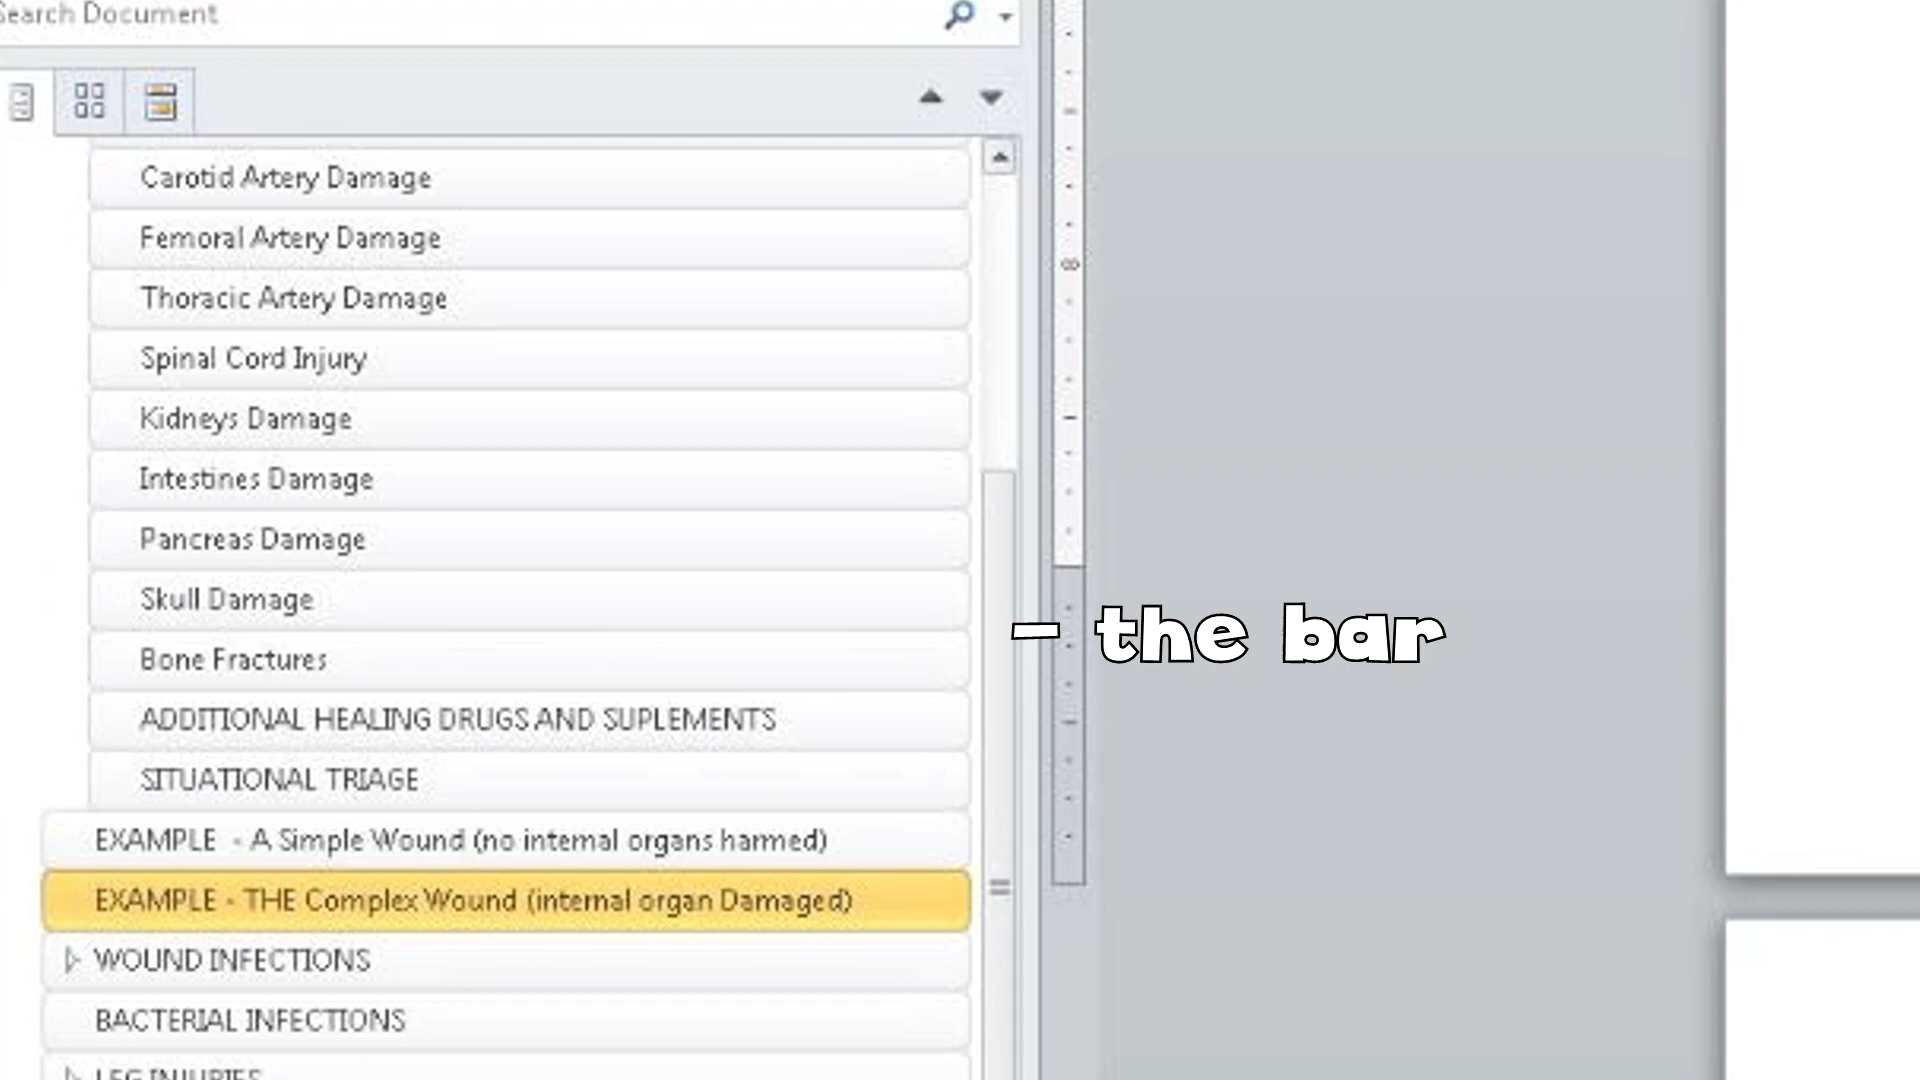 Search Document
Carotid Artery Damage
Femoral Artery Damage
Thoracic Artery Damage
Spinal Cord Injury
Kidneys Damage
Intestines Damage
Pancreas Damage
Skull Damage
- the bar
Bone Fractures
ADDITIONAL HEALING DRUGS AND SUPLEMENTS
SITUATIONAL TRIAGE
EXAMPLE - A Simple Wound (no internal organs harmed)
EXAMPLE - THE Complex Wound (internal organ Damaged)
WOUND INFECTIONS
BACTERIAL INFECTIONS
LEG INJURIES